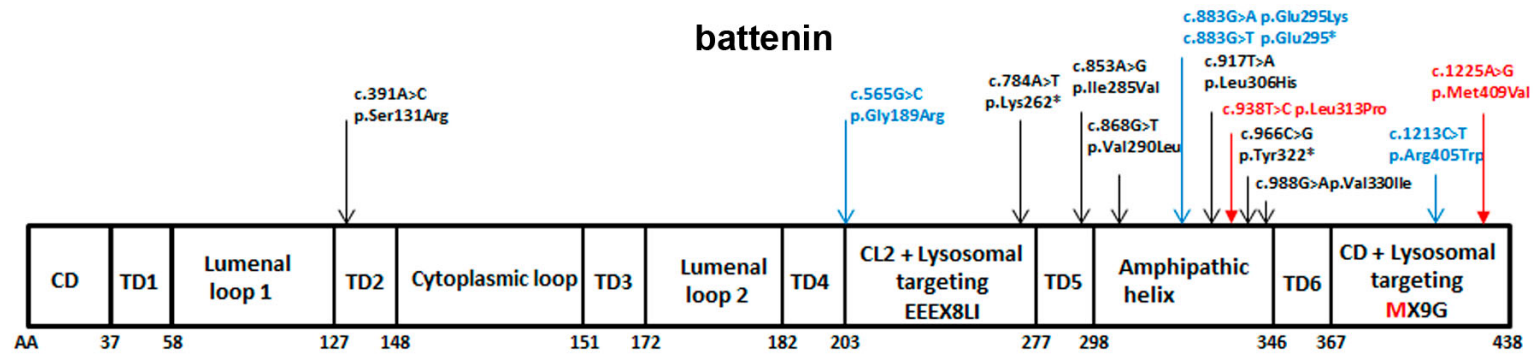 battenin
c.883G>A p.Glu295Lys
c.883G>T p.Glu295*
c.917T>A
p.Leu306His
c.853A>G
p.Ile285Val
c.784A>T
p.Lys262*
c.1225A>G
p.Met409Val
c.391A>C
p.Ser131Arg
c.565G>C
p.Gly189Arg
c.938T>C p.Leu313Pro
c.868G>T
p.Val290Leu
c.966C>G
p.Tyr322*
c.1213C>T
p.Arg405Trp
c.988G>Ap.Val330Ile
CD
TD1
Lumenal
loop 1
TD2
Cytoplasmic loop
TD3
Lumenal
loop 2
TD4
CL2 + Lysosomal
targeting
EEEX8LI
TD5
Amphipathic
helix
TD6
CD + Lysosomal
targeting
MX9G
AA 37 58 127 148 151 172 182 203 277 298 346 367 438